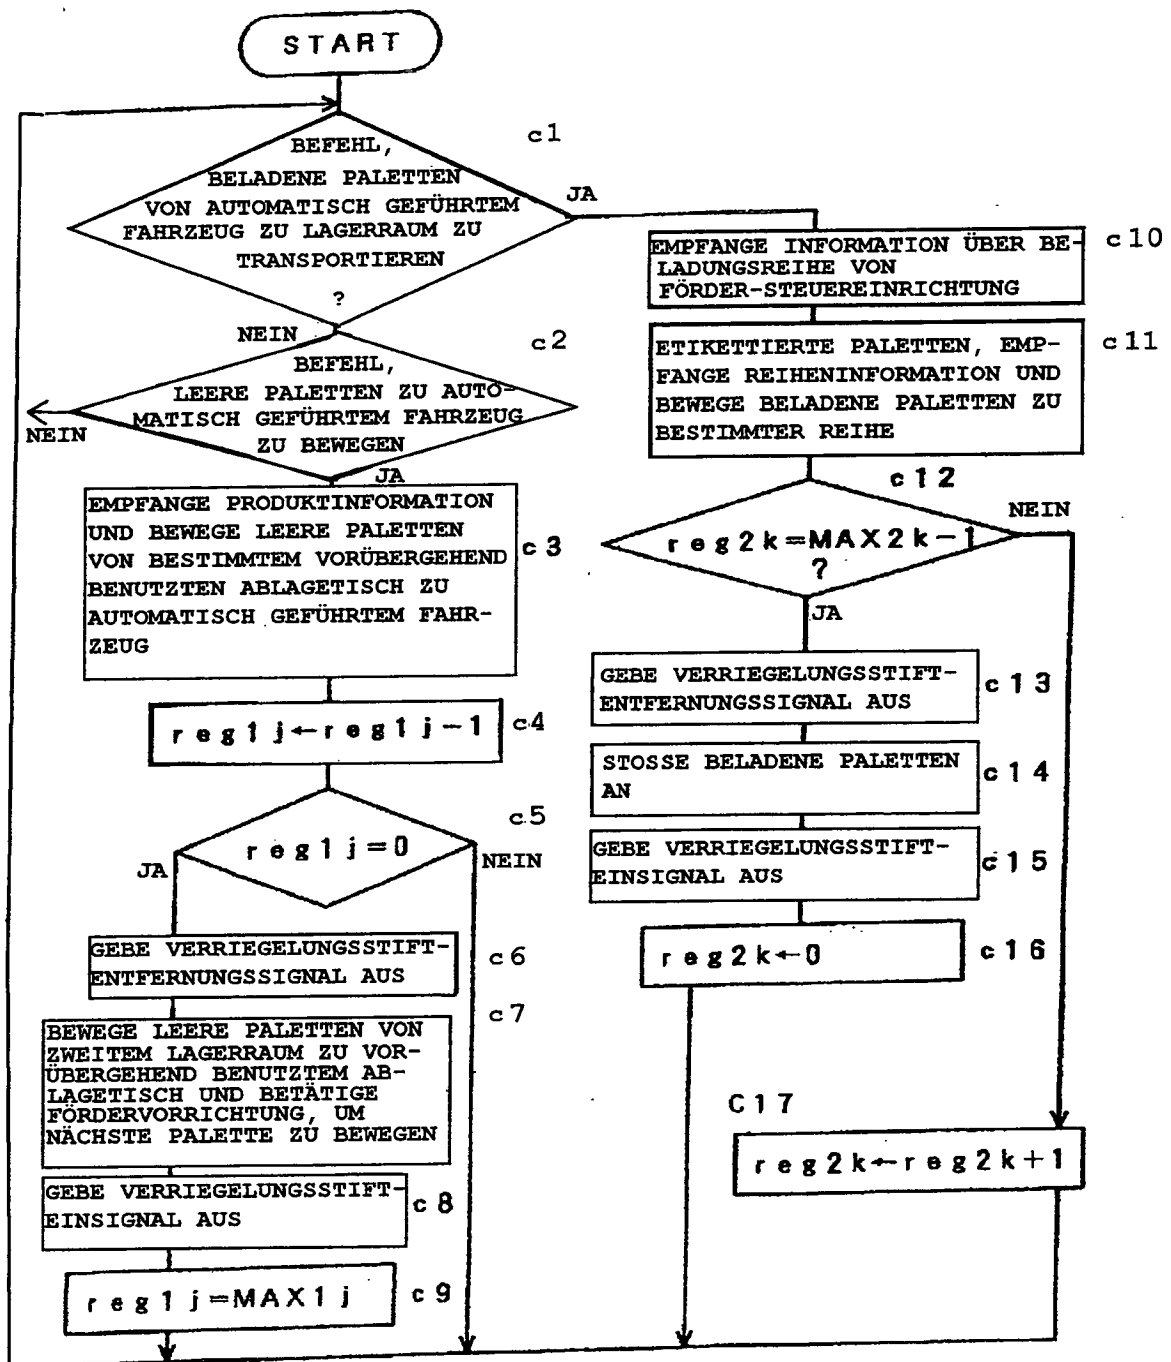 START
c1
BEFEHL,
BELADENE PALETTEN
VON AUTOMATISCH GEFÜHRTEM
FAHRZEUG ZU LAGERRAUM ZU
TRANSPORTIEREN
?
JA
NEIN
c2
BEFEHL,
LEERE PALETTEN ZU AUTO-
MATISCH GEFÜHRTEM FAHRZEUG
ZU BEWEGEN
NEIN
JA
EMPFANGE PRODUKTINFORMATION
UND BEWEGE LEERE PALETTEN
VON BESTIMMTEM VORÜBERGEHEND
BENUTZTEN ABLAGETISCH ZU
AUTOMATISCH GEFÜHRTEM FAHR-
ZEUG
c3
reg1j←reg1j-1
c4
c5
reg1j=0
JA
NEIN
GEBE VERRIEGELUNGSSTIFT-
ENTFERNUNGSSIGNAL AUS
c6
c7
BEWEGE LEERE PALETTEN VON
ZWEITEM LAGERRAUM ZU VOR-
ÜBERGEHEND BENUTZTEM AB-
LAGETISCH UND BETÄTIGE
FÖRDERVORRICHTUNG, UM
NÄCHSTE PALETTE ZU BEWEGEN
GEBE VERRIEGELUNGSSTIFT-
EINSIGNAL AUS
c8
reg1j=MAX1j
c9
EMPFANGE INFORMATION ÜBER BE-
LADUNGSREIHE VON
FÖRDER-STEUEREINRICHTUNG
c10
ETIKETTIERTE PALETTEN, EMP-
FANGE REIHENINFORMATION UND
BEWEGE BELADENE PALETTEN ZU
BESTIMMTER REIHE
c11
c12
reg2k=MAX2k-1
?
NEIN
JA
GEBE VERRIEGELUNGSSTIFT-
ENTFERNUNGSSIGNAL AUS
c13
STOSSE BELADENE PALETTEN
AN
c14
GEBE VERRIEGELUNGSSTIFT-
EINSIGNAL AUS
c15
reg2k←0
c16
C17
reg2k←reg2k+1